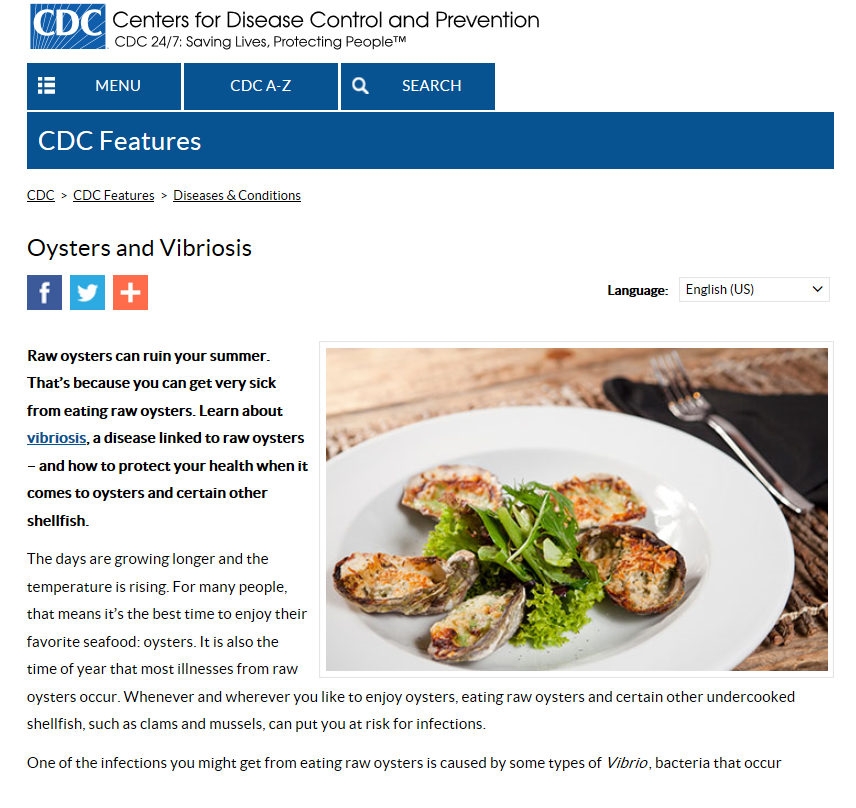 CDC Centers for Disease Control and Prevention
CDC 24/7: Saving Lives, Protecting People™
MENU CDC A-Z SEARCH
CDC Features
CDC > CDC Features > Diseases & Conditions
Oysters and Vibriosis
Language: English (US)
Raw oysters can ruin your summer.
That's because you can get very sick
from eating raw oysters. Learn about
vibriosis, a disease linked to raw oysters
– and how to protect your health when it
comes to oysters and certain other
shellfish.
The days are growing longer and the
temperature is rising. For many people,
that means it's the best time to enjoy their
favorite seafood: oysters. It is also the
time of year that most illnesses from raw
oysters occur. Whenever and wherever you like to enjoy oysters, eating raw oysters and certain other undercooked
shellfish, such as clams and mussels, can put you at risk for infections.
One of the infections you might get from eating raw oysters is caused by some types of Vibrio, bacteria that occur